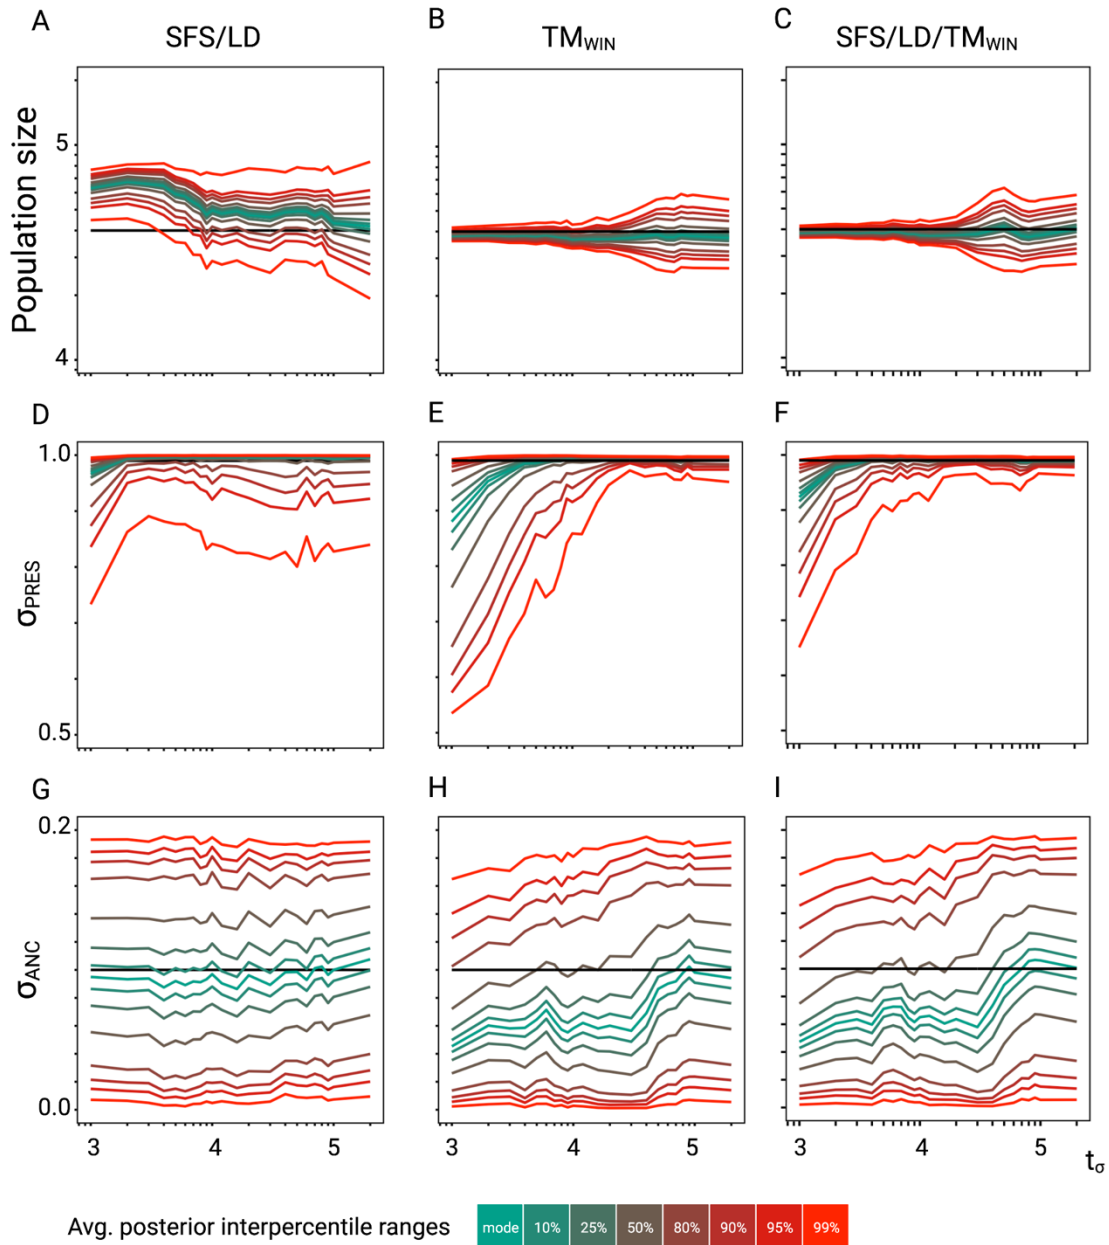 A B C
SFS/LD TMWIN SFS/LD/TMWIN
Population size
5
4
D E F
1.0
σPRES
0.5
G H I
0.2
σANC
0.0
3 4 5 3 4 5 3 4 5
tσ
Avg. posterior interpercentile ranges mode 10% 25% 50% 80% 90% 95% 99%